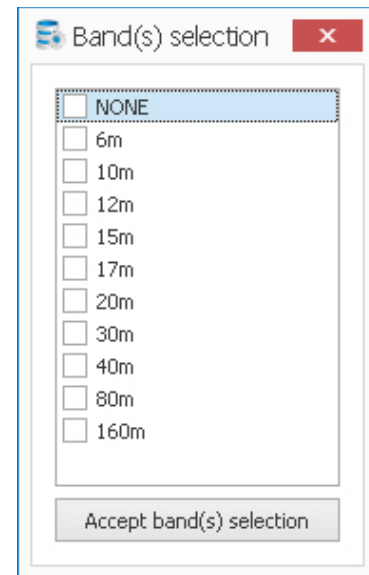 Band(s) selection
NONE
6m
10m
12m
15m
17m
20m
30m
40m
80m
160m
Accept band(s) selection